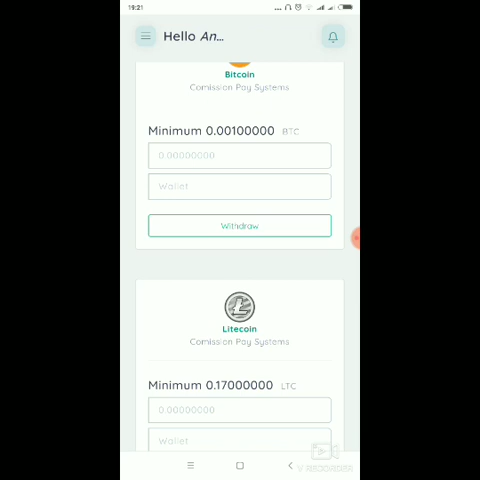 19:21
Hello An...
Bitcoin
Comission Pay Systems
Minimum 0.00100000 BTC
0.00000000
Wallet
Withdraw
Litecoin
Comission Pay Systems
Minimum 0.17000000 LTC
0.00000000
Wallet
V RECORDER